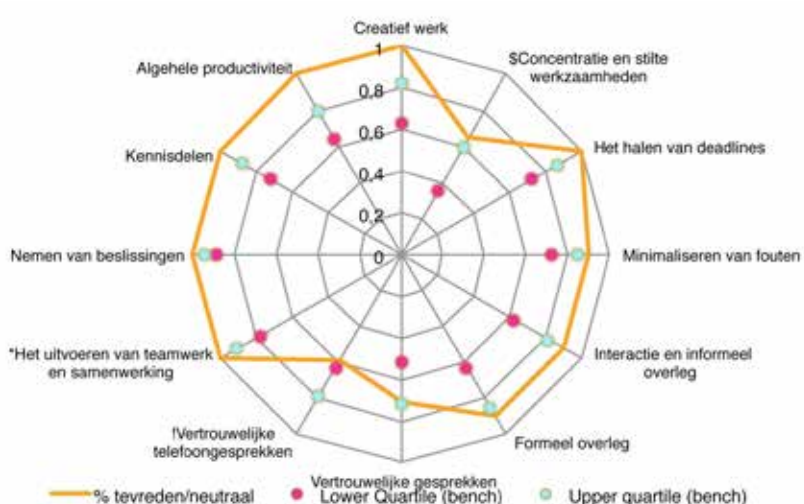 Creatief werk
1
0.8
0.6
0.4
0.2
0
$Concentratie en stilte
werkzaamheden
Het halen van deadlines
Minimaliseren van fouten
Interactie en informeel
overleg
Formeel overleg
Vertrouwelijke gesprekken
!Vertrouwelijke
telefoongesprekken
*Het uitvoeren van teamwerk
en samenwerking
Nemen van beslissingen
Kennisdelen
Algehele productiviteit
% tevreden/neutraal
Lower Quartile (bench)
Upper quartile (bench)